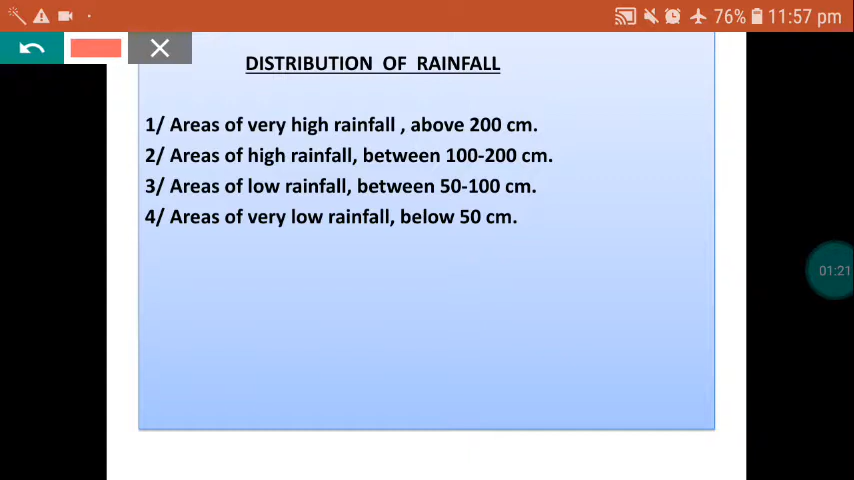 76% 11:57 pm
DISTRIBUTION OF RAINFALL
1/ Areas of very high rainfall , above 200 cm.
2/ Areas of high rainfall, between 100-200 cm.
3/ Areas of low rainfall, between 50-100 cm.
4/ Areas of very low rainfall, below 50 cm.
01:21